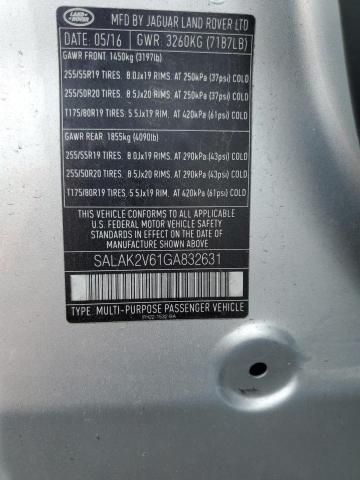 LAND-
ROVER
MFD BY JAGUAR LAND ROVER LTD
DATE: 05/16 GWR: 3260KG (7187LB)
GAWR FRONT 1450kg (3197lb)
255/55R19 TIRES. 8.0Jx19 RIMS. AT 250kPa (37psi) COLD
255/50R20 TIRES. 8.5Jx20 RIMS. AT 250kPa (37psi) COLD
T175/80R19 TIRES. 5.5Jx19 RIMS. AT 420kPa (61psi) COLD
GAWR REAR 1855kg (4090lb)
255/55R19 TIRES. 8.0Jx19 RIMS. AT 290kPa (43psi) COLD
255/50R20 TIRES. 8.5Jx20 RIMS. AT 290kPa (43psi) COLD
T175/80R19 TIRES. 5.5Jx19 RIMS. AT 420kPa (61psi) COLD
THIS VEHICLE CONFORMS TO ALL APPLICABLE
U.S. FEDERAL MOTOR VEHICLE SAFETY
STANDARDS IN EFFECT ON THE DATE OF
MANUFACTURE SHOWN ABOVE
SALAK2V61GA832631
TYPE: MULTI-PURPOSE PASSENGER VEHICLE